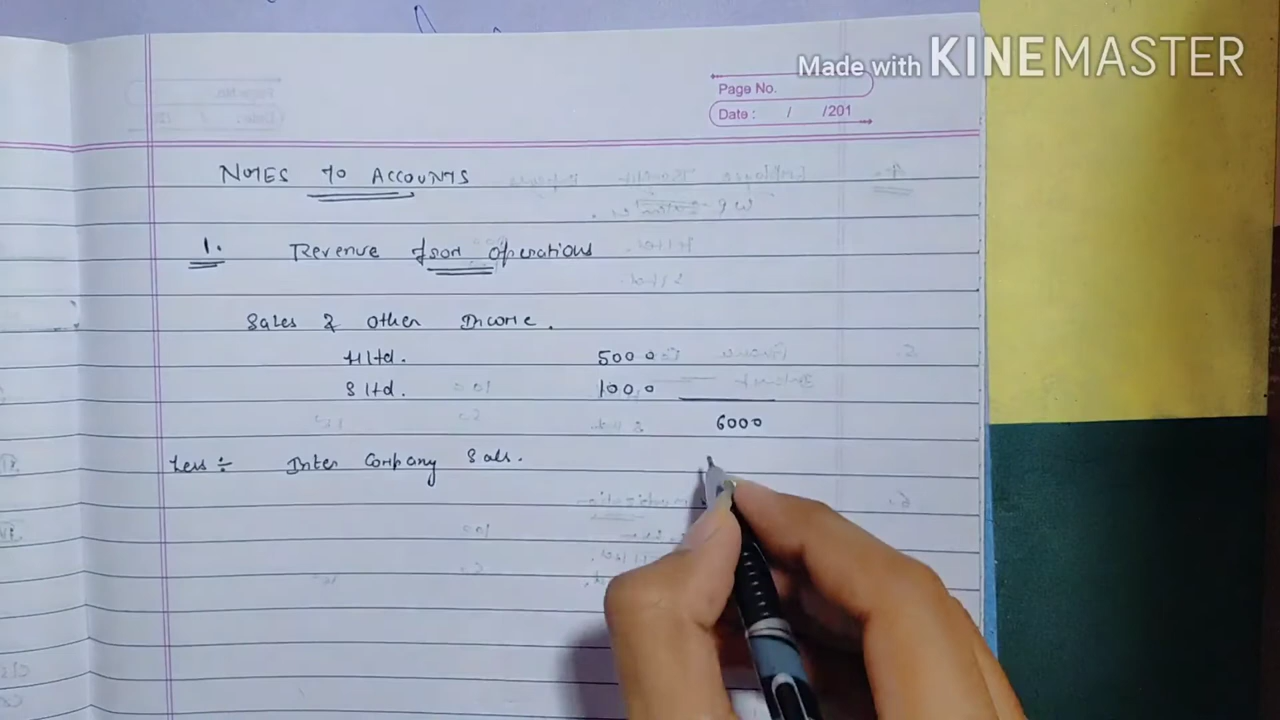 Made with KINEMASTER
Page No.
Date : / /201
NOTES TO ACCOUNTS
1. Revenue from operations
Sales & other Income.
H ltd. 5000
S ltd. 1000
6000
Less :- Inter Company Sales.